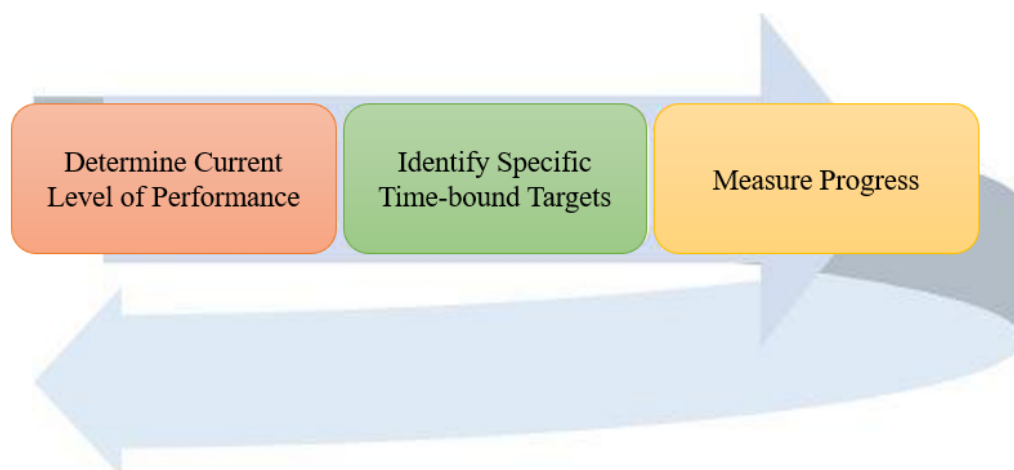 Determine Current
Level of Performance
Identify Specific
Time-bound Targets
Measure Progress